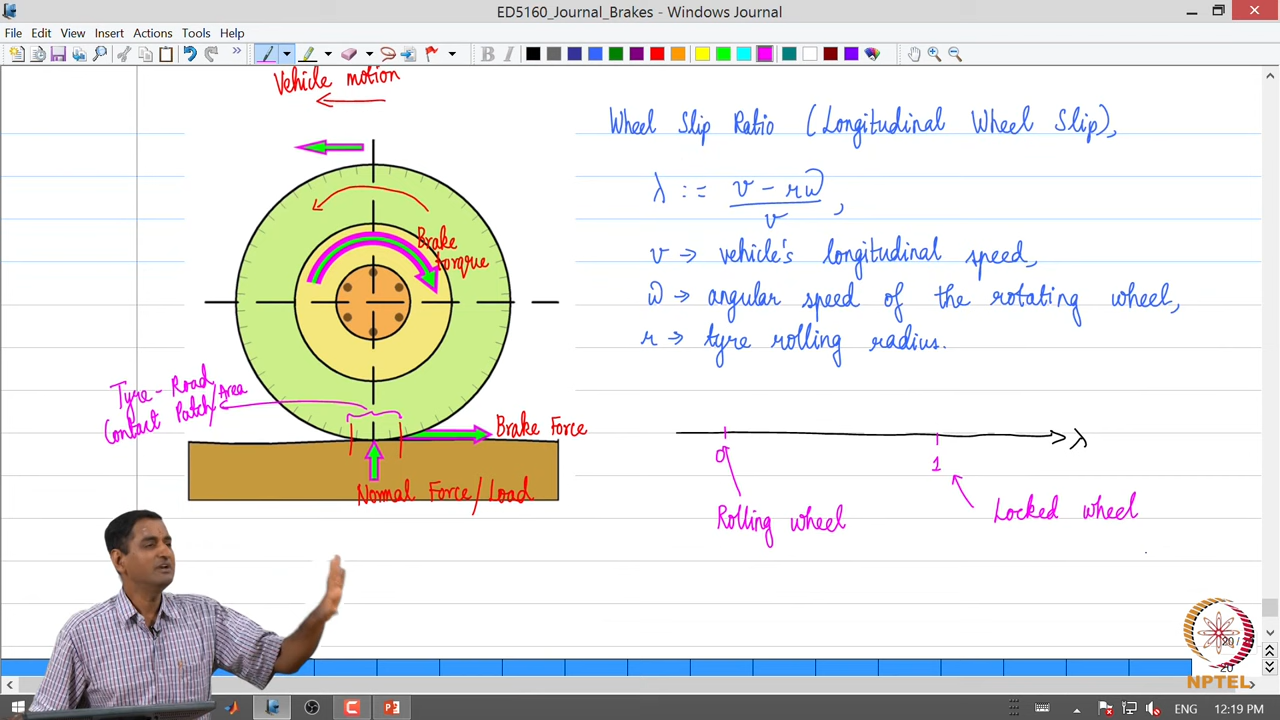 ED5160_Journal_Brakes - Windows Journal
File Edit View Insert Actions Tools Help
B I
Vehicle motion
Brake
torque
Tyre - Road
Contact Patch/Area
Brake Force
Normal Force/Load
Wheel Slip Ratio (Longitudinal Wheel Slip),
λ := v - rω / v,
v → vehicle's longitudinal speed,
ω → angular speed of the rotating wheel,
r → tyre rolling radius.
0 1 λ
Rolling wheel
Locked wheel
20
NPTEL
ENG 12:19 PM